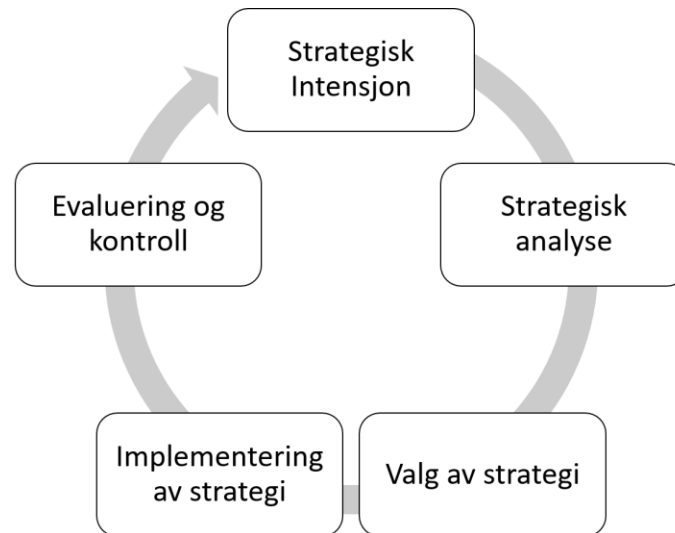 Strategisk
Intensjon
Strategisk
analyse
Valg av strategi
Implementering
av strategi
Evaluering og
kontroll